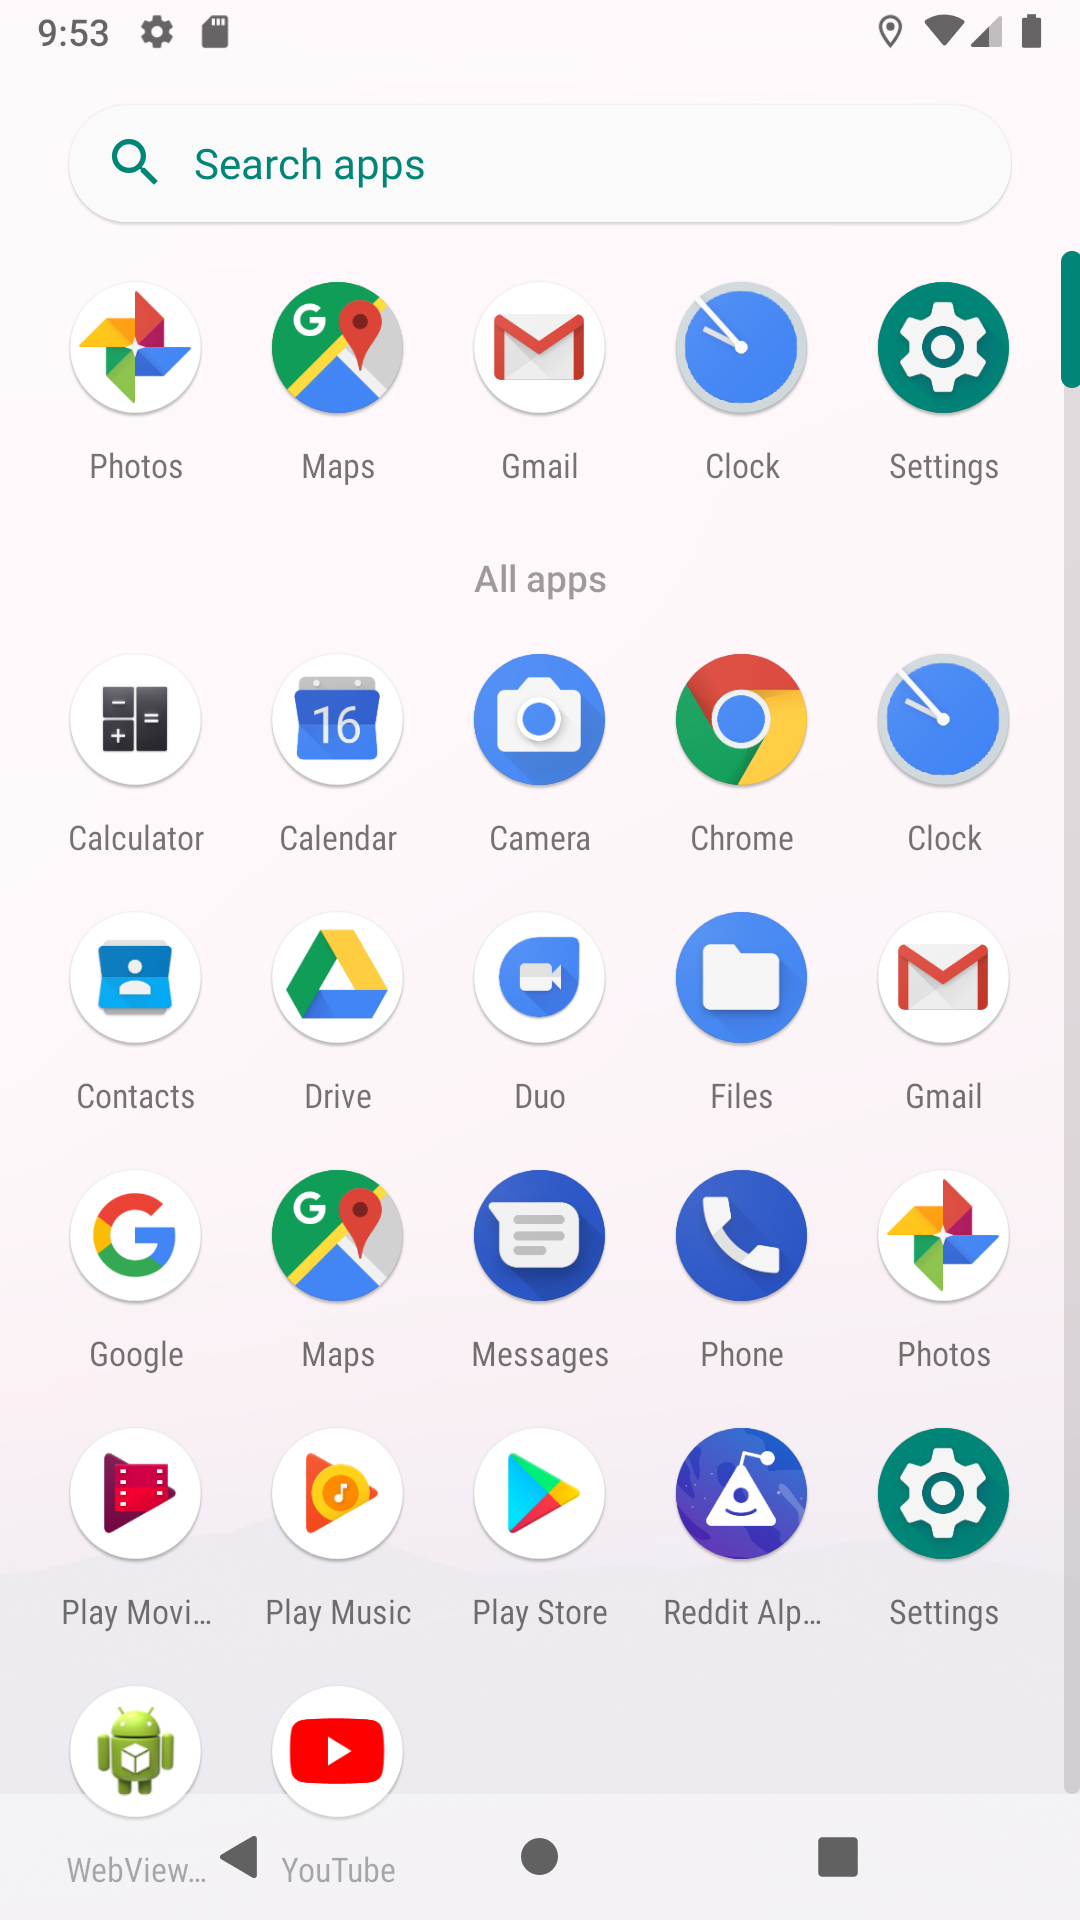 9:53
Search apps
Photos Maps Gmail Clock Settings
All apps
Calculator Calendar Camera Chrome Clock
Contacts Drive Duo Files Gmail
Google Maps Messages Phone Photos
Play Movi... Play Music Play Store Reddit Alp... Settings
WebView... YouTube
16
G
G